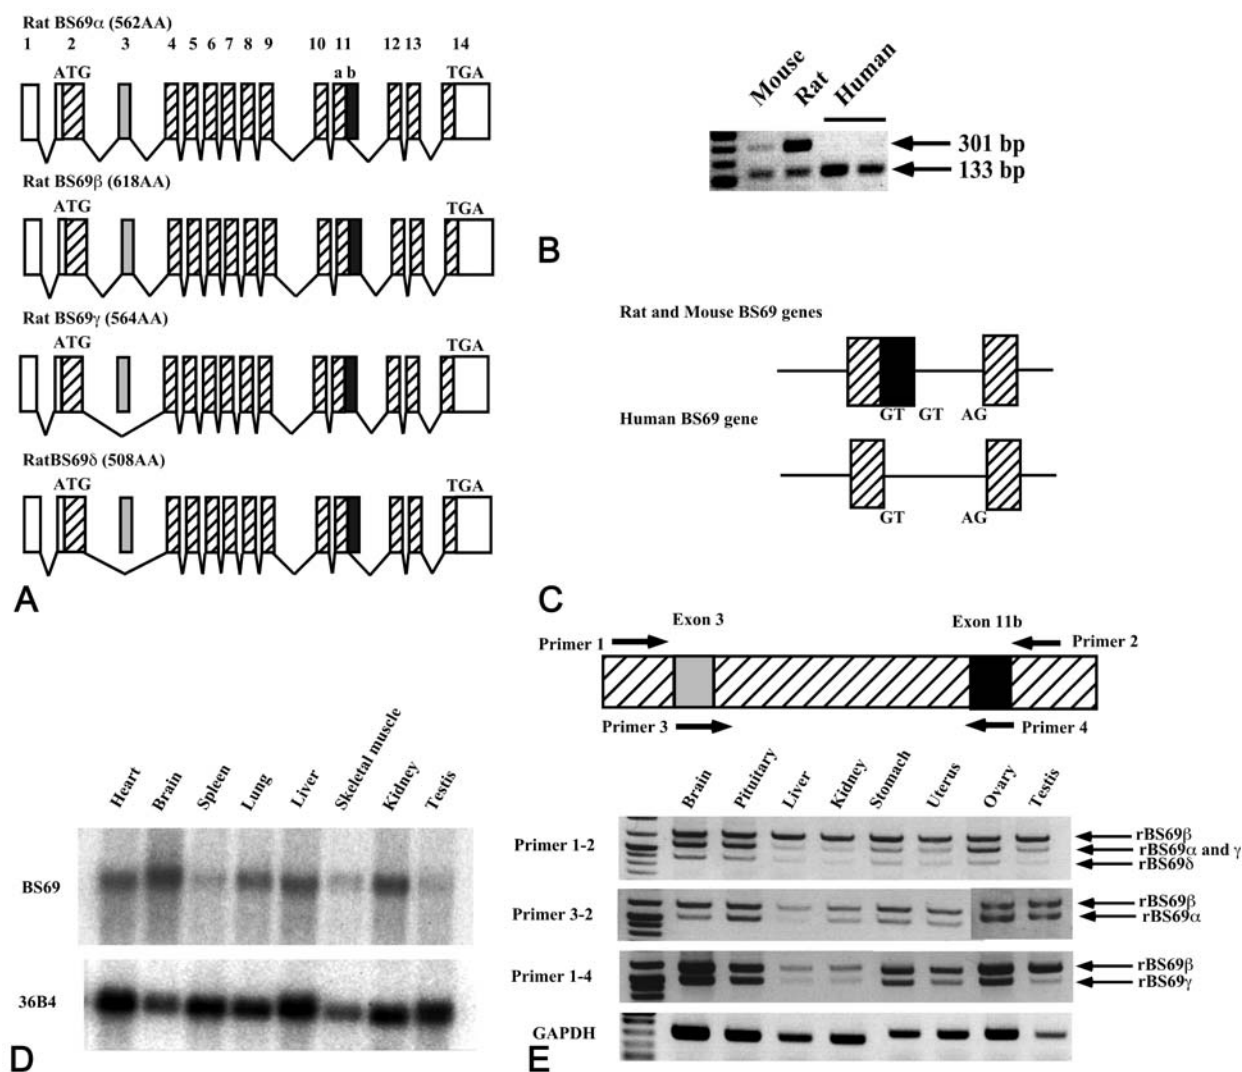 Rat BS69α (562AA)
1 2 3 4 5 6 7 8 9 10 11 12 13 14
ATG a b TGA
Rat BS69β (618AA)
ATG TGA
Rat BS69γ (564AA)
ATG TGA
RatBS69δ (508AA)
ATG TGA
A
Mouse Rat Human
301 bp
133 bp
B
Rat and Mouse BS69 genes
GT GT AG
Human BS69 gene
GT AG
C
Heart Brain Spleen Lung Liver Skeletal muscle Kidney Testis
BS69
36B4
D
Exon 3 Exon 11b
Primer 1 Primer 2
Primer 3 Primer 4
Brain Pituitary Liver Kidney Stomach Uterus Ovary Testis
Primer 1-2
rBS69β
rBS69α and γ
rBS69δ
Primer 3-2
rBS69β
rBS69α
Primer 1-4
rBS69β
rBS69γ
GAPDH
E